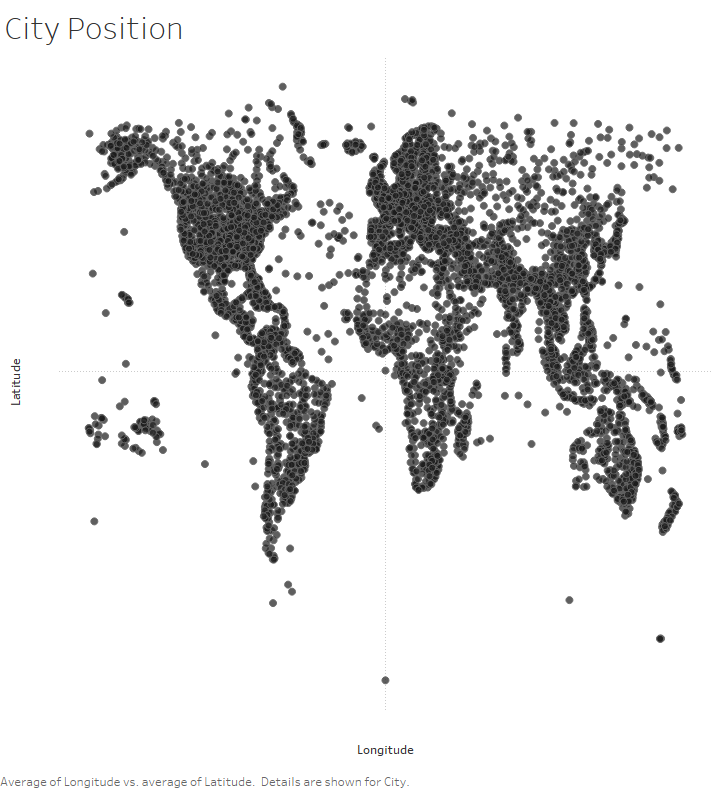 City Position
Latitude
Longitude
Average of Longitude vs. average of Latitude. Details are shown for City.